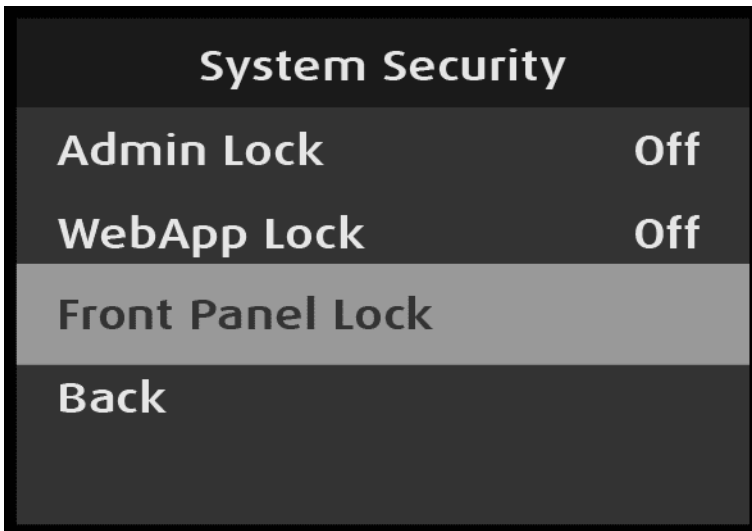 System Security
Admin Lock Off
WebApp Lock Off
Front Panel Lock
Back